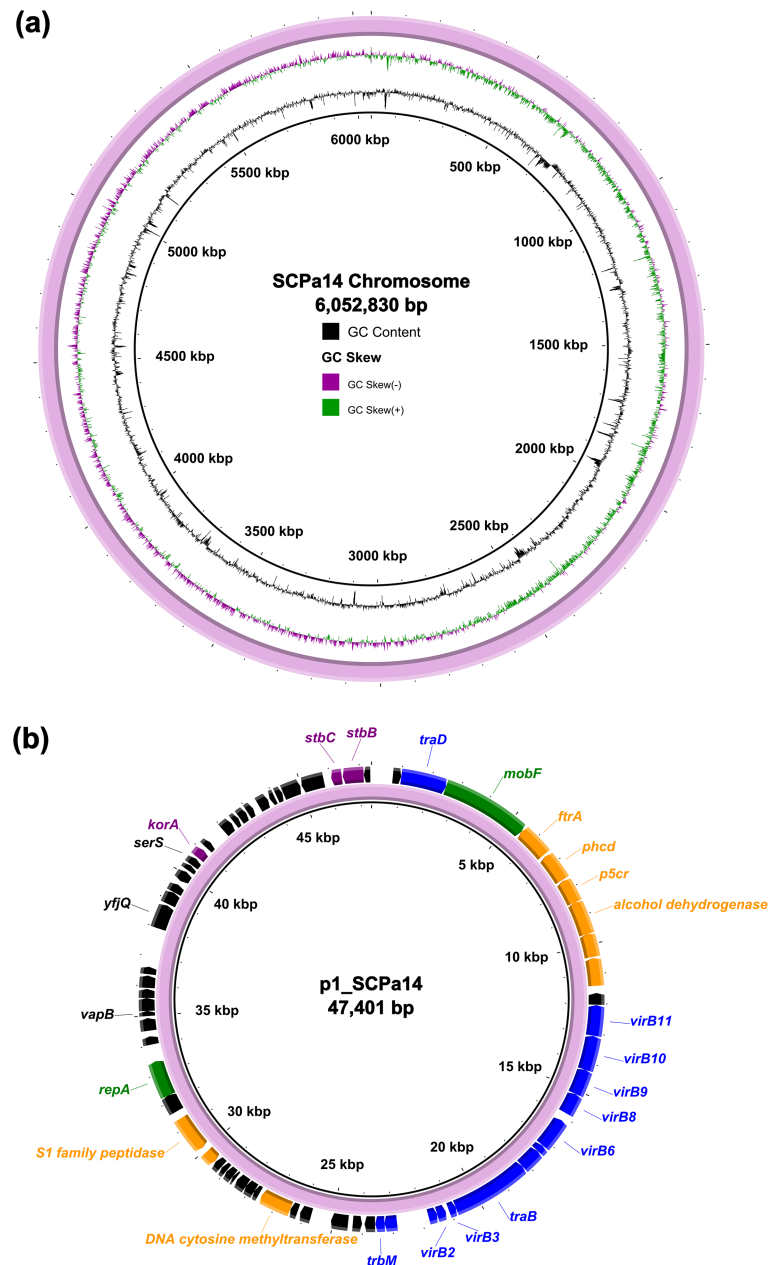 (a)
6000 kbp
500 kbp
5500 kbp
1000 kbp
5000 kbp
SCPa14 Chromosome
6,052,830 bp
GC Content
GC Skew
GC Skew(-)
GC Skew(+)
1500 kbp
4500 kbp
2000 kbp
4000 kbp
2500 kbp
3500 kbp
3000 kbp
(b)
stbC
stbB
traD
mobF
ftrA
phcd
p5cr
alcohol dehydrogenase
korA
serS
yfjQ
45 kbp
5 kbp
40 kbp
10 kbp
p1_SCPa14
47,401 bp
vapB
35 kbp
virB11
virB10
15 kbp
virB9
repA
virB8
30 kbp
virB6
20 kbp
S1 family peptidase
25 kbp
traB
DNA cytosine methyltransferase
virB3
virB2
trbM